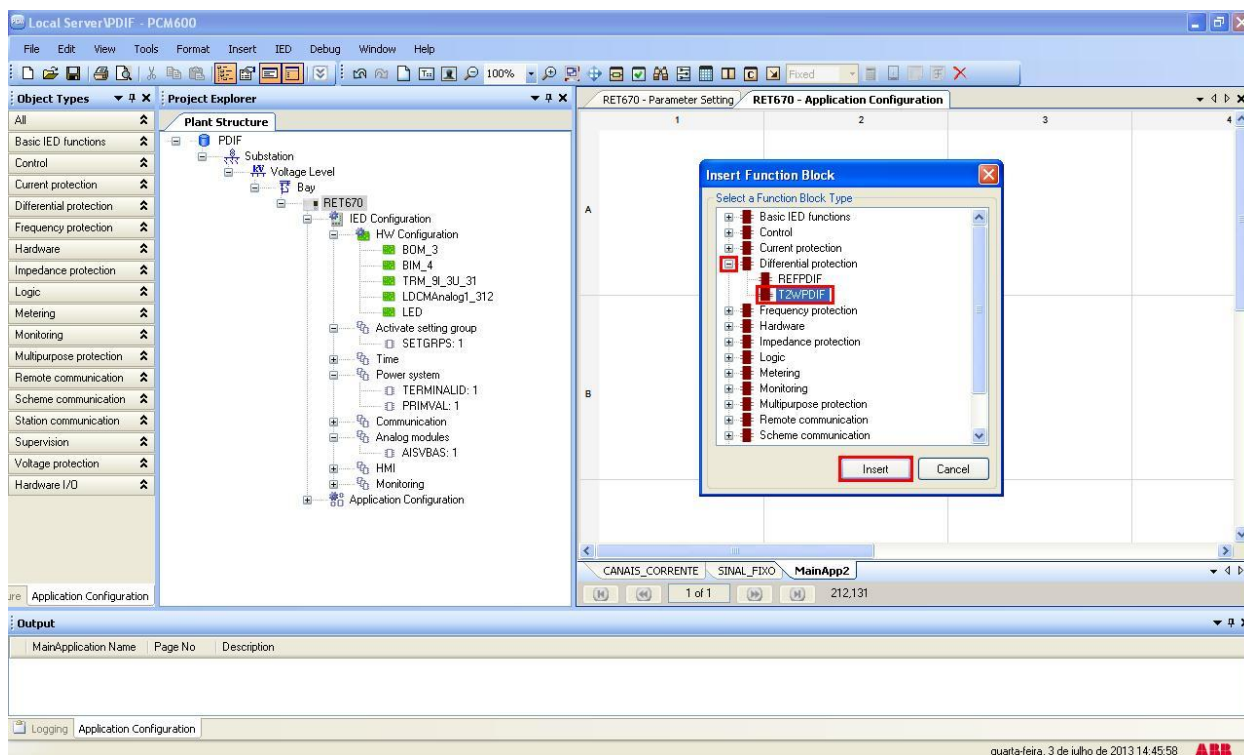 Local Server\PDIF - PCM600
File Edit View Tools Format Insert IED Debug Window Help
100%
Fixed
Object Types
All
Basic IED functions
Control
Current protection
Differential protection
Frequency protection
Hardware
Impedance protection
Logic
Metering
Monitoring
Multipurpose protection
Remote communication
Scheme communication
Station communication
Supervision
Voltage protection
Hardware I/O
ure Application Configuration
Project Explorer
Plant Structure
PDIF
Substation
Voltage Level
Bay
RET670
IED Configuration
HW Configuration
BOM_3
BIM_4
TRM_9I_3U_31
LDCMAnalog1_312
LED
Activate setting group
SETGRPS: 1
Time
Power system
TERMINALID: 1
PRIMVAL: 1
Communication
Analog modules
AISVBAS: 1
HMI
Monitoring
Application Configuration
RET670 - Parameter Setting RET670 - Application Configuration
1 2 3 4
A
B
Insert Function Block
Select a Function Block Type
Basic IED functions
Control
Current protection
Differential protection
REFPDIF
T2WPDIF
Frequency protection
Hardware
Impedance protection
Logic
Metering
Monitoring
Multipurpose protection
Remote communication
Scheme communication
Insert Cancel
CANAIS_CORRENTE SINAL_FIXO MainApp2
1 of 1 212,131
Output
MainApplication Name Page No Description
Logging Application Configuration
quarta-feira, 3 de julho de 2013 14:45:58 ABB